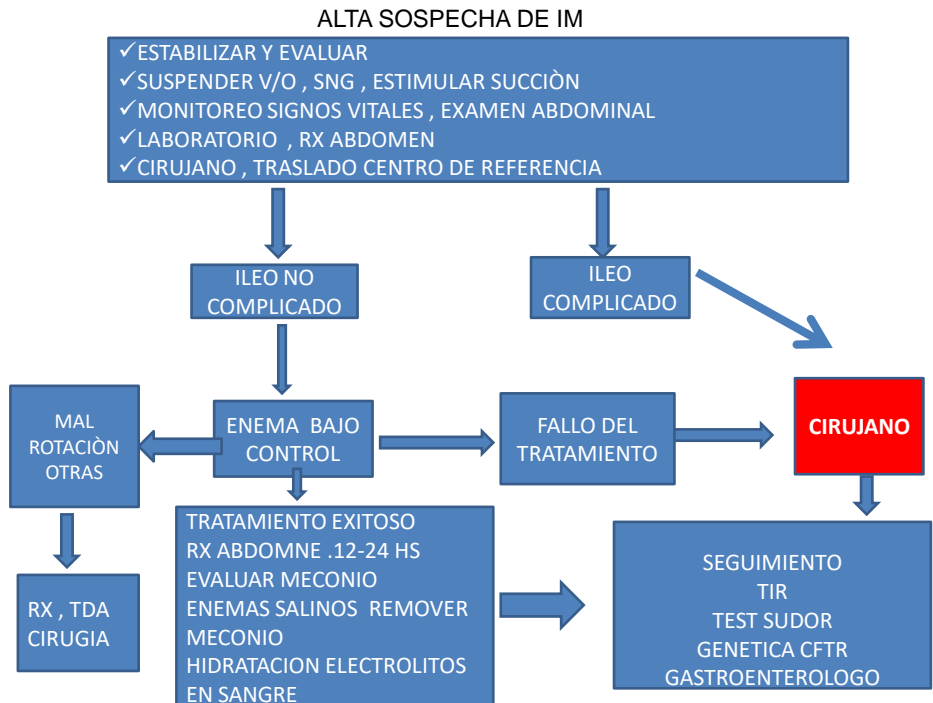 ALTA SOSPECHA DE IM
✓ESTABILIZAR Y EVALUAR
✓SUSPENDER V/O , SNG , ESTIMULAR SUCCIÒN
✓MONITOREO SIGNOS VITALES , EXAMEN ABDOMINAL
✓LABORATORIO , RX ABDOMEN
✓CIRUJANO , TRASLADO CENTRO DE REFERENCIA
ILEO NO
COMPLICADO
ILEO
COMPLICADO
MAL
ROTACIÒN
OTRAS
ENEMA BAJO
CONTROL
FALLO DEL
TRATAMIENTO
CIRUJANO
RX , TDA
CIRUGIA
TRATAMIENTO EXITOSO
RX ABDOMNE .12-24 HS
EVALUAR MECONIO
ENEMAS SALINOS REMOVER
MECONIO
HIDRATACION ELECTROLITOS
EN SANGRE
SEGUIMIENTO
TIR
TEST SUDOR
GENETICA CFTR
GASTROENTEROLOGO